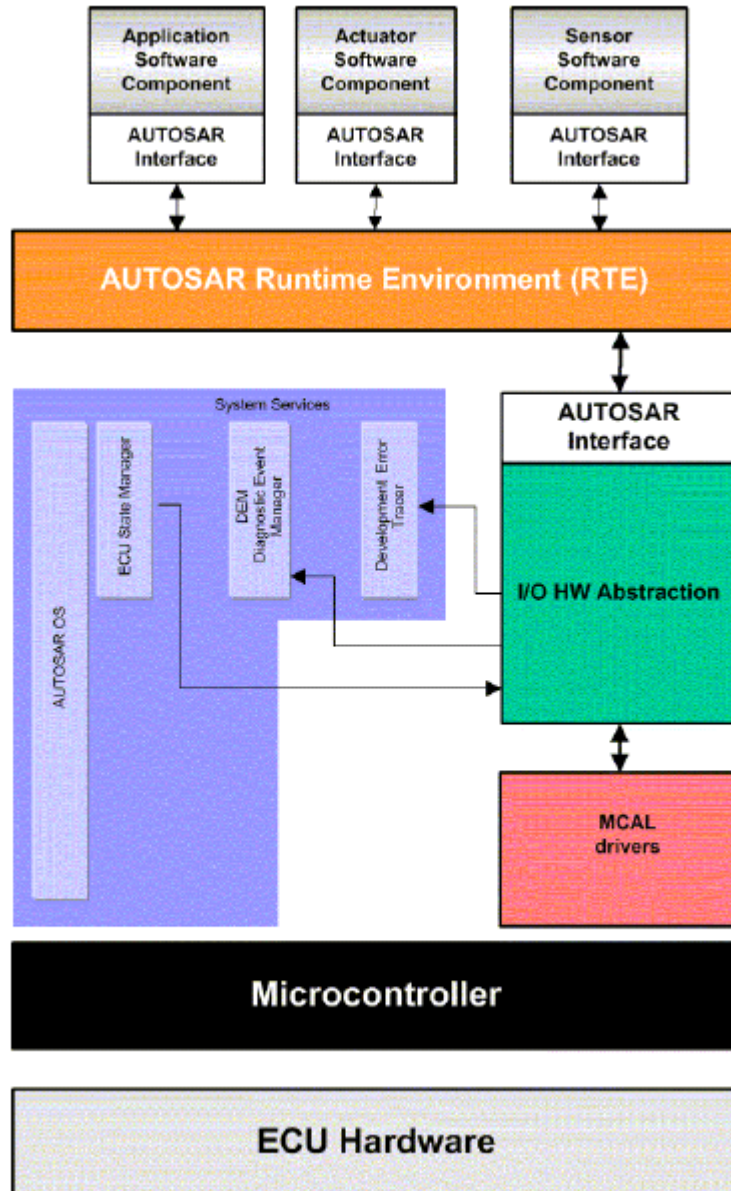 Application
Software
Component
AUTOSAR
Interface
Actuator
Software
Component
AUTOSAR
Interface
Sensor
Software
Component
AUTOSAR
Interface
AUTOSAR Runtime Environment (RTE)
System Services
AUTOSAR OS
ECU State Manager
DEM
Diagnostic Event
Manager
Development Error
Tracer
AUTOSAR
Interface
I/O HW Abstraction
MCAL
drivers
Microcontroller
ECU Hardware